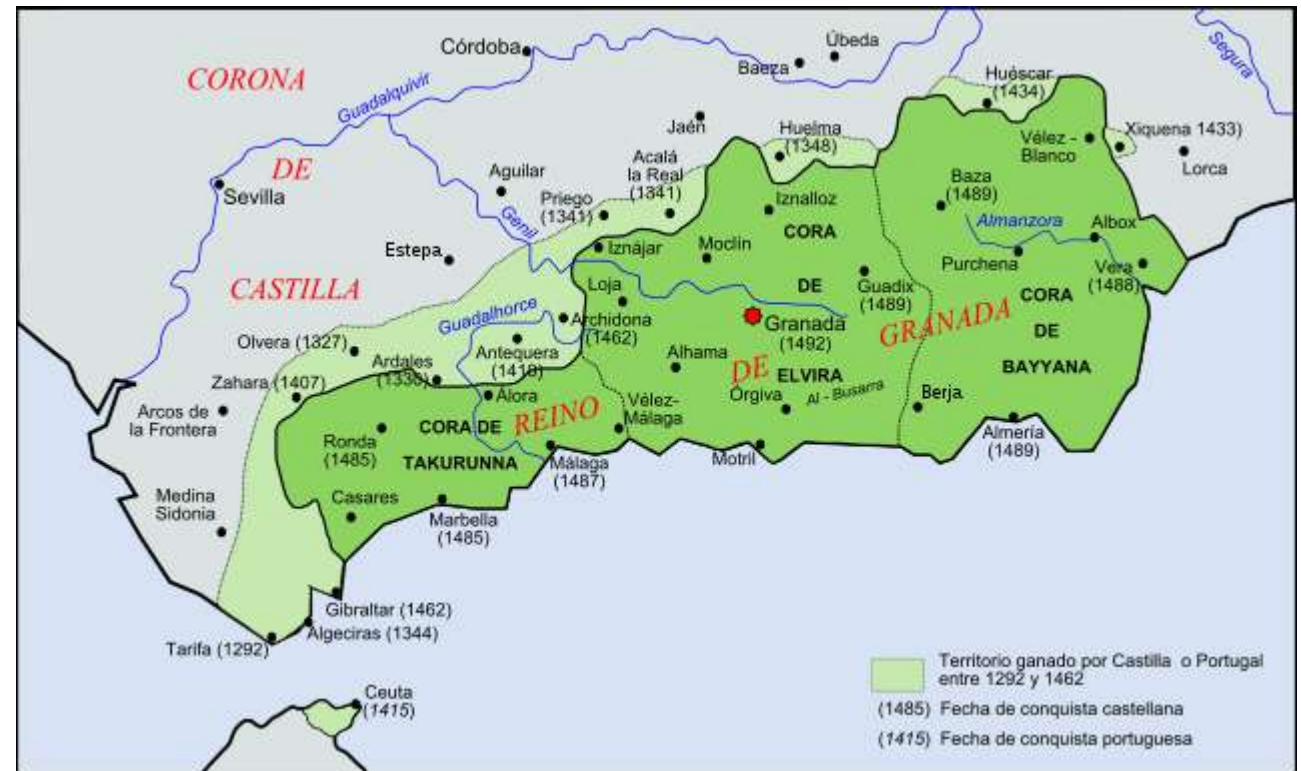 CORONA
DE
CASTILLA
REINO
DE
GRANADA
Córdoba
Úbeda
Baeza
Segura
Guadalquivir
Huéscar
(1434)
Jaén
Huelma
(1348)
Vélez -
Blanco
Xiquena 1433)
Lorca
Sevilla
Aguilar
Acalá
la Real
(1341)
Priego
(1341)
Genil
Iznalloz
Baza
(1489)
Almanzora
Albox
Estepa
Iznájar
Moclín
CORA
DE
ELVIRA
Purchena
Vera
(1488)
Loja
Guadix
(1489)
CORA
DE
BAYYANA
Guadalhorce
Archidona
(1462)
Granada
(1492)
Olvera (1327)
Ardales
(1330)
Antequera
(1410)
Alhama
Zahara (1407)
Álora
Vélez-
Málaga
Órgiva
Al - Busarra
Berja
Arcos de
la Frontera
Ronda
(1485)
CORA DE
TAKURUNNA
Málaga
(1487)
Motril
Almería
(1489)
Medina
Sidonia
Casares
Marbella
(1485)
Gibraltar (1462)
Algeciras (1344)
Tarifa (1292)
Ceuta
(1415)
Territorio ganado por Castilla o Portugal
entre 1292 y 1462
(1485) Fecha de conquista castellana
(1415) Fecha de conquista portuguesa